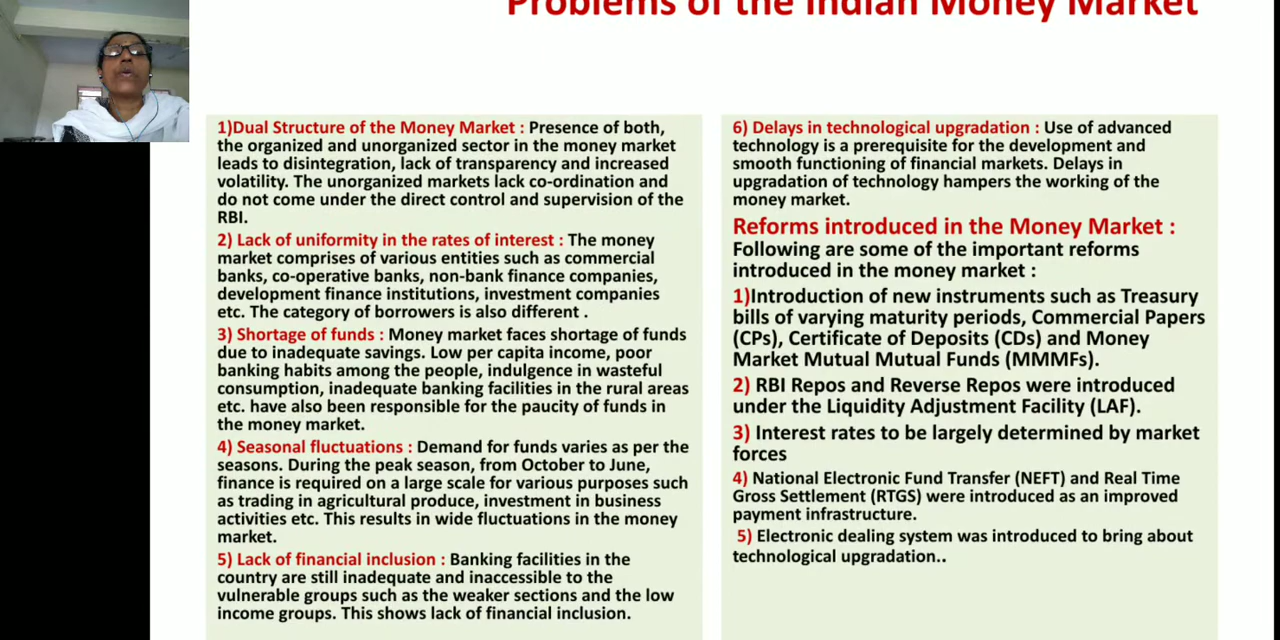 Problems of the Indian Money Market
1)Dual Structure of the Money Market : Presence of both,
the organized and unorganized sector in the money market
leads to disintegration, lack of transparency and increased
volatility. The unorganized markets lack co-ordination and
do not come under the direct control and supervision of the
RBI.
2) Lack of uniformity in the rates of interest : The money
market comprises of various entities such as commercial
banks, co-operative banks, non-bank finance companies,
development finance institutions, investment companies
etc. The category of borrowers is also different .
3) Shortage of funds : Money market faces shortage of funds
due to inadequate savings. Low per capita income, poor
banking habits among the people, indulgence in wasteful
consumption, inadequate banking facilities in the rural areas
etc. have also been responsible for the paucity of funds in
the money market.
4) Seasonal fluctuations : Demand for funds varies as per the
seasons. During the peak season, from October to June,
finance is required on a large scale for various purposes such
as trading in agricultural produce, investment in business
activities etc. This results in wide fluctuations in the money
market.
5) Lack of financial inclusion : Banking facilities in the
country are still inadequate and inaccessible to the
vulnerable groups such as the weaker sections and the low
income groups. This shows lack of financial inclusion.
6) Delays in technological upgradation : Use of advanced
technology is a prerequisite for the development and
smooth functioning of financial markets. Delays in
upgradation of technology hampers the working of the
money market.
Reforms introduced in the Money Market :
Following are some of the important reforms
introduced in the money market :
1)Introduction of new instruments such as Treasury
bills of varying maturity periods, Commercial Papers
(CPs), Certificate of Deposits (CDs) and Money
Market Mutual Mutual Funds (MMMFs).
2) RBI Repos and Reverse Repos were introduced
under the Liquidity Adjustment Facility (LAF).
3) Interest rates to be largely determined by market
forces
4) National Electronic Fund Transfer (NEFT) and Real Time
Gross Settlement (RTGS) were introduced as an improved
payment infrastructure.
5) Electronic dealing system was introduced to bring about
technological upgradation..